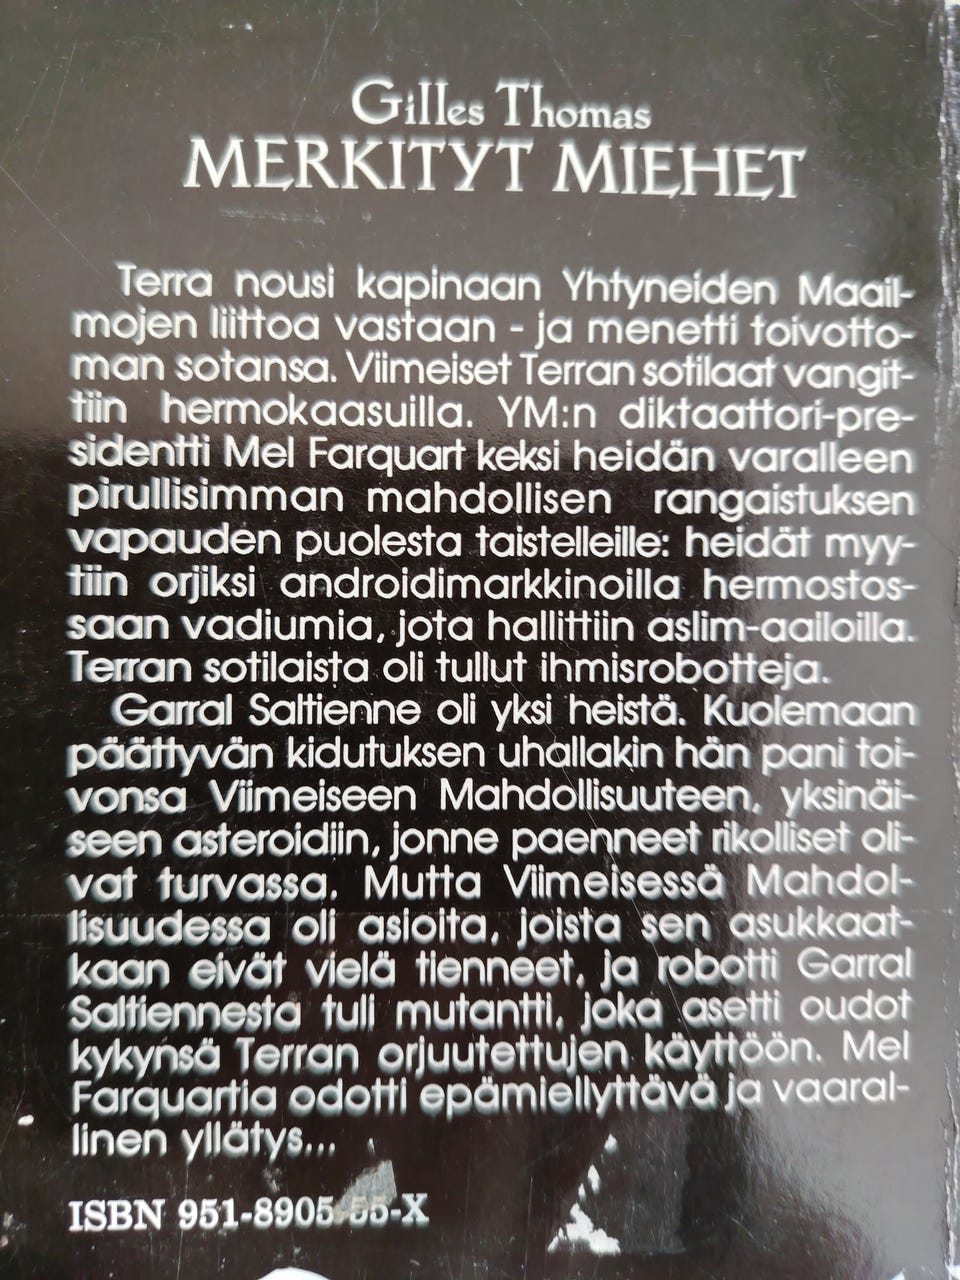 Gilles Thomas
MERKITYT MIEHET
Terra nousi kapinaan Yhtyneiden Maail-
mojen liittoa vastaan - ja menetti toivotto-
man sotansa. Viimeiset Terran sotilaat vangit-
tiin hermokaasuilla. YM:n diktaattori-pre-
sidentti Mel Farquart keksi heidän varalleen
pirullisimman mahdollisen rangaistuksen
vapauden puolesta taistelleille: heidät myy-
tiin orjiksi androidimarkkinoilla hermostos-
saan vadiumia, jota hallittiin aslim-aailoilla.
Terran sotilaista oli tullut ihmisrobotteja.
Garral Saltienne oli yksi heistä. Kuolemaan
päättyvän kidutuksen uhallakin hän pani toi-
vonsa Viimeiseen Mahdollisuuteen, yksinäi-
seen asteroidiin, jonne paenneet rikolliset oli-
vat turvassa. Mutta Viimeisessä Mahdol-
lisuudessa oli asioita, joista sen asukkaat-
kaan eivät vielä tienneet, ja robotti Garral
Saltiennesta tuli mutantti, joka asetti oudot
kykynsä Terran orjuutettujen käyttöön. Mel
Farquartia odotti epämiellyttävä ja vaaral-
linen yllätys...
ISBN 951-8905-55-X